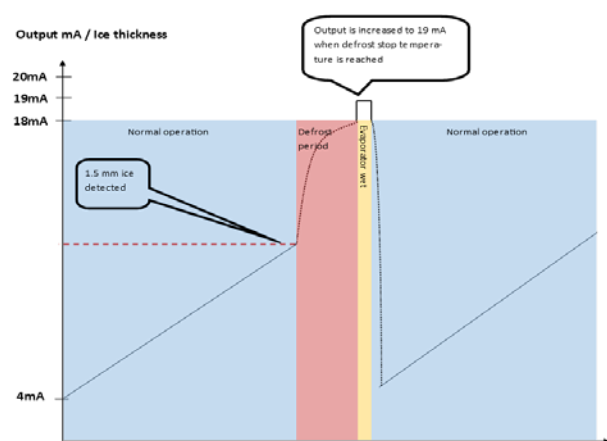 Output mA / Ice thickness
Output is increased to 19 mA
when defrost stop tempera-
ture is reached
20mA
19mA
18mA
Normal operation
Defrost
period
Evaporator wet
Normal operation
1.5 mm ice
detected
4mA